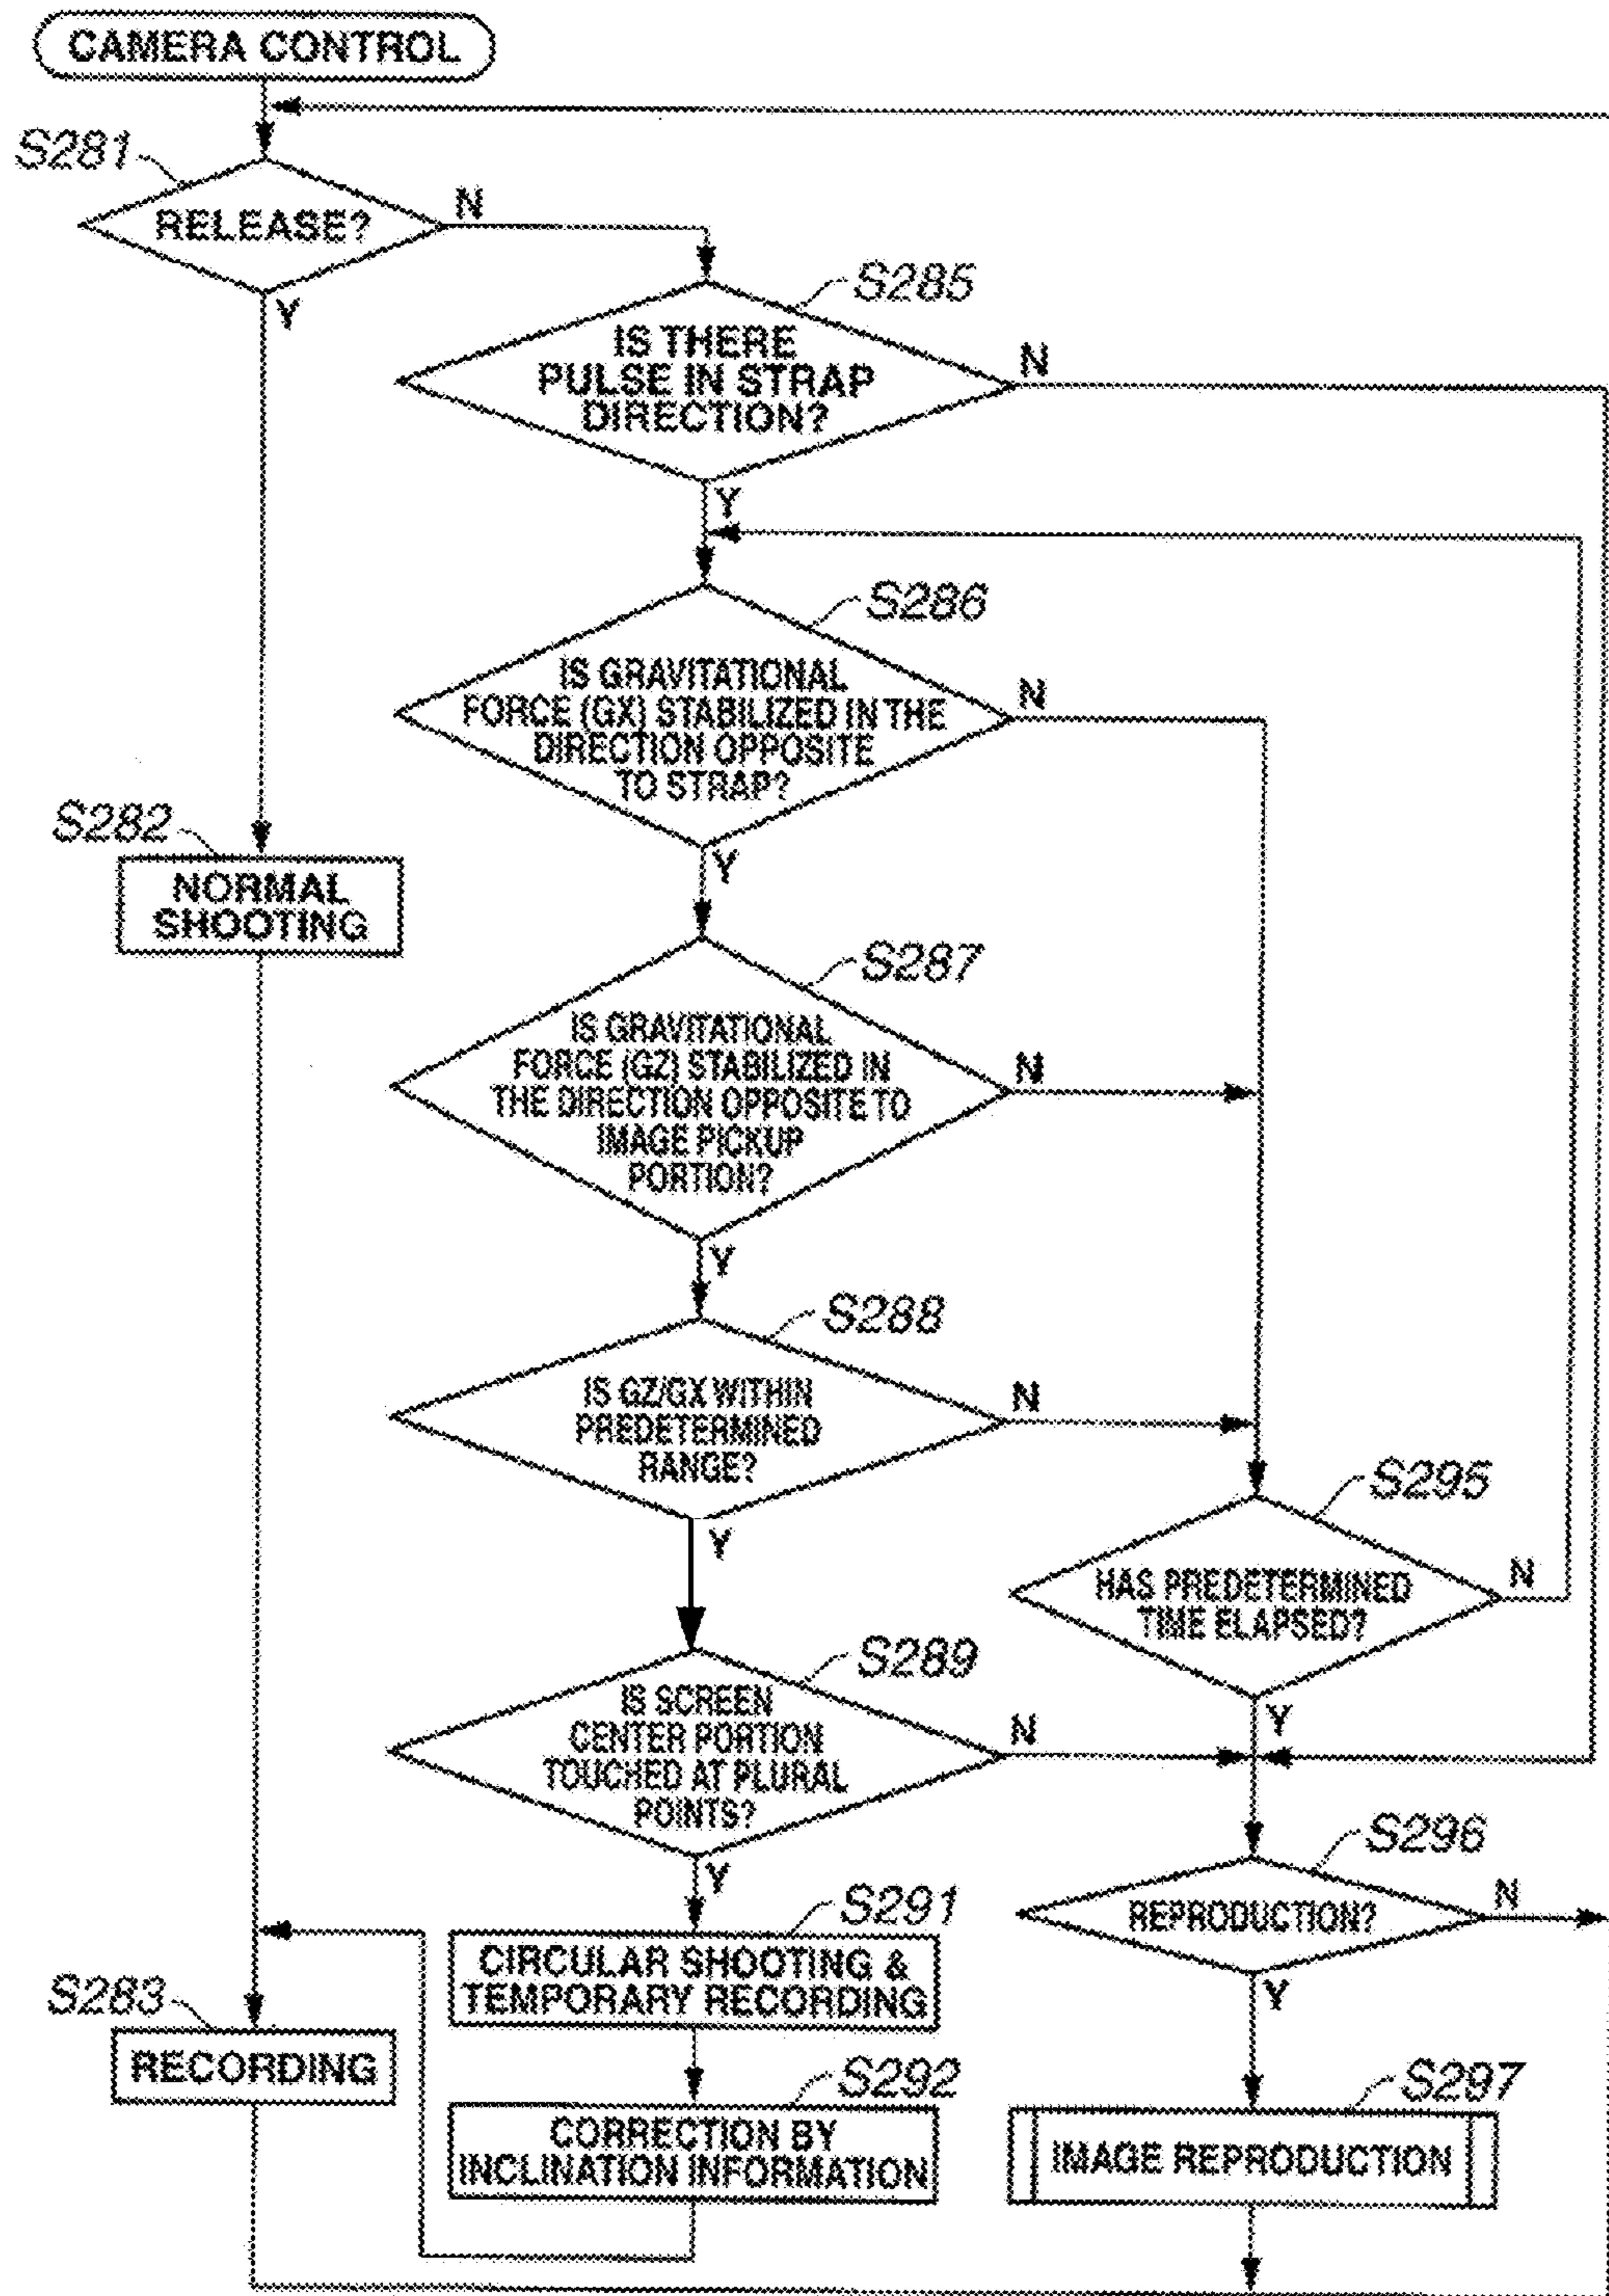 CAMERA CONTROL
S281
RELEASE?
N
Y
S285
IS THERE
PULSE IN STRAP
DIRECTION?
N
Y
S286
IS GRAVITATIONAL
FORCE (GX) STABILIZED IN THE
DIRECTION OPPOSITE
TO STRAP?
N
Y
S282
NORMAL
SHOOTING
S287
IS GRAVITATIONAL
FORCE (GZ) STABILIZED IN
THE DIRECTION OPPOSITE TO
IMAGE PICKUP
PORTION?
N
Y
S288
IS GZ/GX WITHIN
PREDETERMINED
RANGE?
N
Y
S295
HAS PREDETERMINED
TIME ELAPSED?
N
Y
S289
IS SCREEN
CENTER PORTION
TOUCHED AT PLURAL
POINTS?
N
Y
S296
REPRODUCTION?
N
Y
S291
CIRCULAR SHOOTING &
TEMPORARY RECORDING
S283
RECORDING
S292
CORRECTION BY
INCLINATION INFORMATION
S297
IMAGE REPRODUCTION